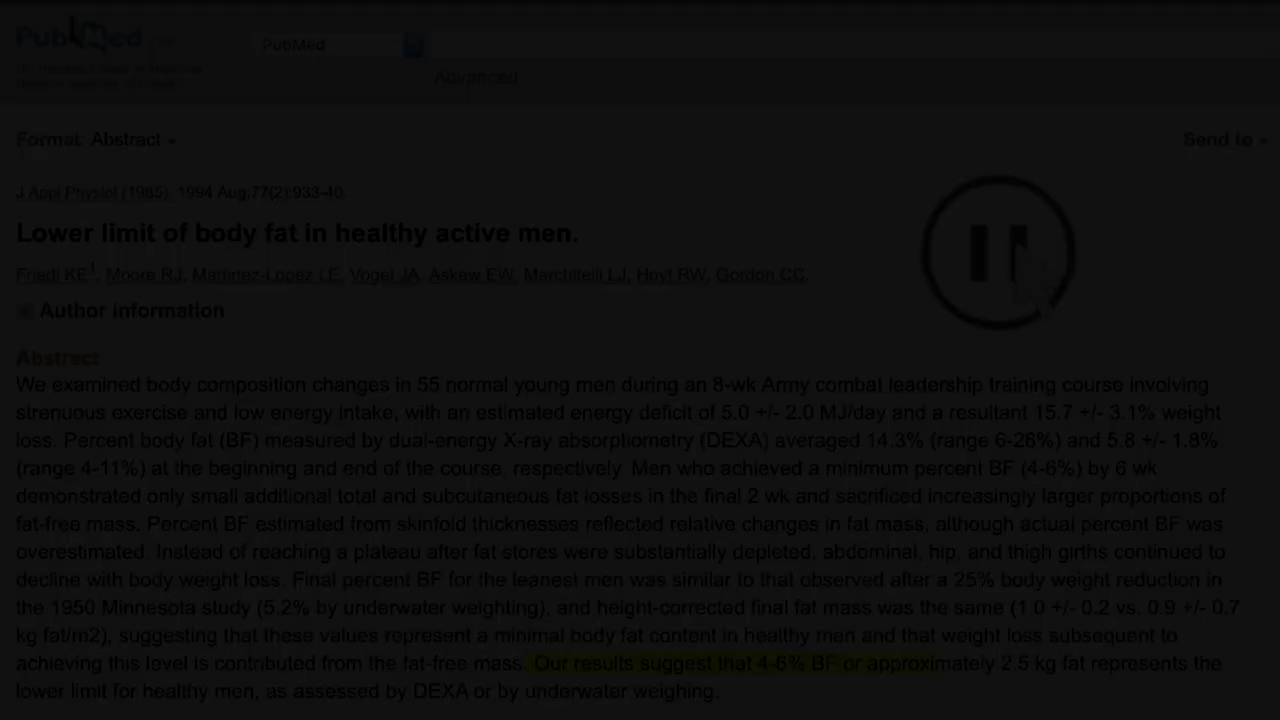 PubMed
PubMed
Advanced
Format: Abstract
Send to
J Appl Physiol (1985). 1994 Aug;77(2):933-40.
Lower limit of body fat in healthy active men.
Friedl KE1, Moore RJ, Martinez-Lopez LE, Vogel JA, Askew EW, Marchitelli LJ, Hoyt RW, Gordon CC.
Author information
Abstract
We examined body composition changes in 55 normal young men during an 8-wk Army combat leadership training course involving
strenuous exercise and low energy intake, with an estimated energy deficit of 5.0 +/- 2.0 MJ/day and a resultant 15.7 +/- 3.1% weight
loss. Percent body fat (BF) measured by dual-energy X-ray absorptiometry (DEXA) averaged 14.3% (range 6-26%) and 5.8 +/- 1.8%
(range 4-11%) at the beginning and end of the course, respectively. Men who achieved a minimum percent BF (4-6%) by 6 wk
demonstrated only small additional total and subcutaneous fat losses in the final 2 wk and sacrificed increasingly larger proportions of
fat-free mass. Percent BF estimated from skinfold thicknesses reflected relative changes in fat mass, although actual percent BF was
overestimated. Instead of reaching a plateau after fat stores were substantially depleted, abdominal, hip, and thigh girths continued to
decline with body weight loss. Final percent BF for the leanest men was similar to that observed after a 25% body weight reduction in
the 1950 Minnesota study (5.2% by underwater weighting), and height-corrected final fat mass was the same (1.0 +/- 0.2 vs. 0.9 +/- 0.7
kg fat/m2), suggesting that these values represent a minimal body fat content in healthy men and that weight loss subsequent to
achieving this level is contributed from the fat-free mass. Our results suggest that 4-6% BF or approximately 2.5 kg fat represents the
lower limit for healthy men, as assessed by DEXA or by underwater weighing.